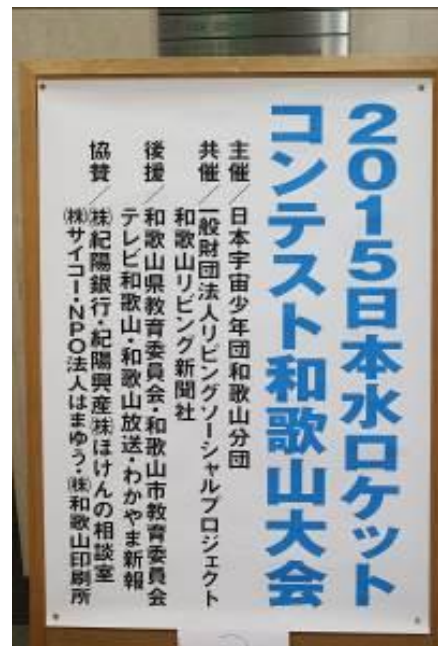 2015日本水ロケット
コンテスト和歌山大会
主催／日本宇宙少年団和歌山分団
共催／一般財団法人リビングソーシャルプロジェクト
和歌山リビング新聞社
後援／和歌山県教育委員会・和歌山市教育委員会
テレビ和歌山・和歌山放送・わかやま新報
協賛／㈱紀陽銀行・紀陽興産㈱ほけんの相談室
㈱サイコー・NPO法人はまゆう・㈱和歌山印刷所